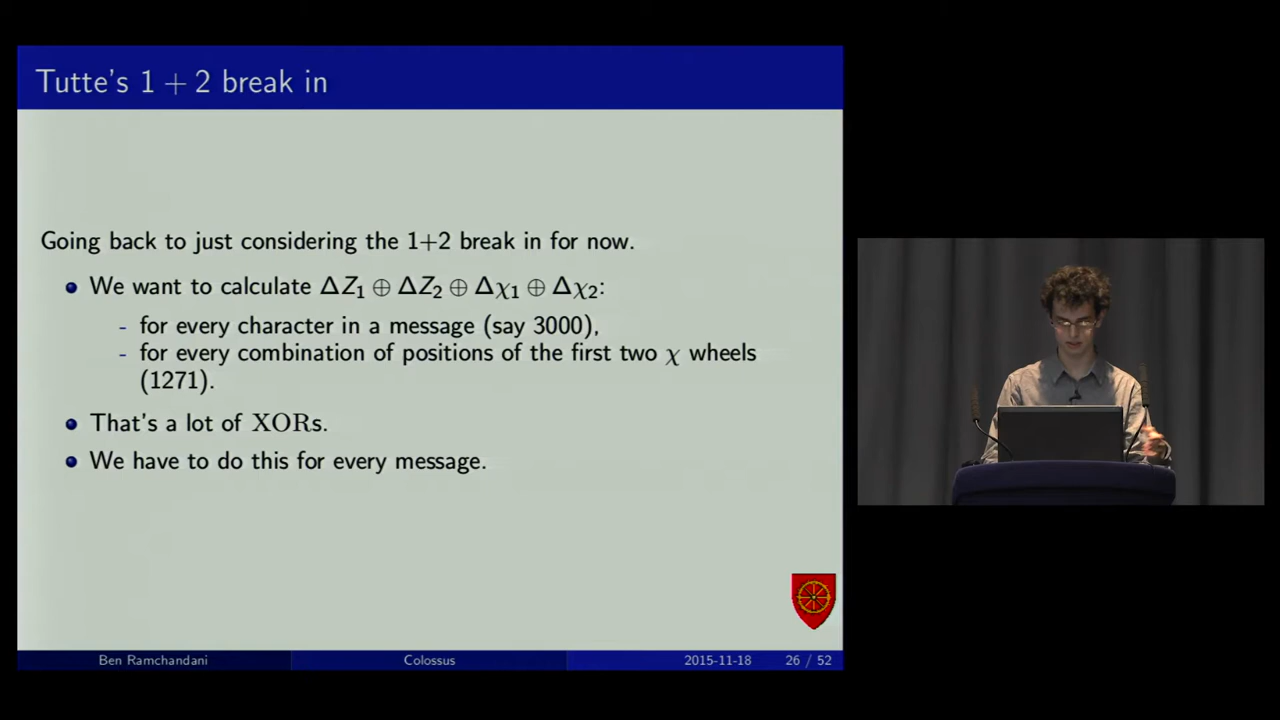 Tutte's 1 + 2 break in
Going back to just considering the 1+2 break in for now.
We want to calculate ΔZ₁ ⊕ ΔZ₂ ⊕ Δχ₁ ⊕ Δχ₂:
- for every character in a message (say 3000),
- for every combination of positions of the first two χ wheels
(1271).
That's a lot of XORs.
We have to do this for every message.
Ben Ramchandani Colossus 2015-11-18 26 / 52